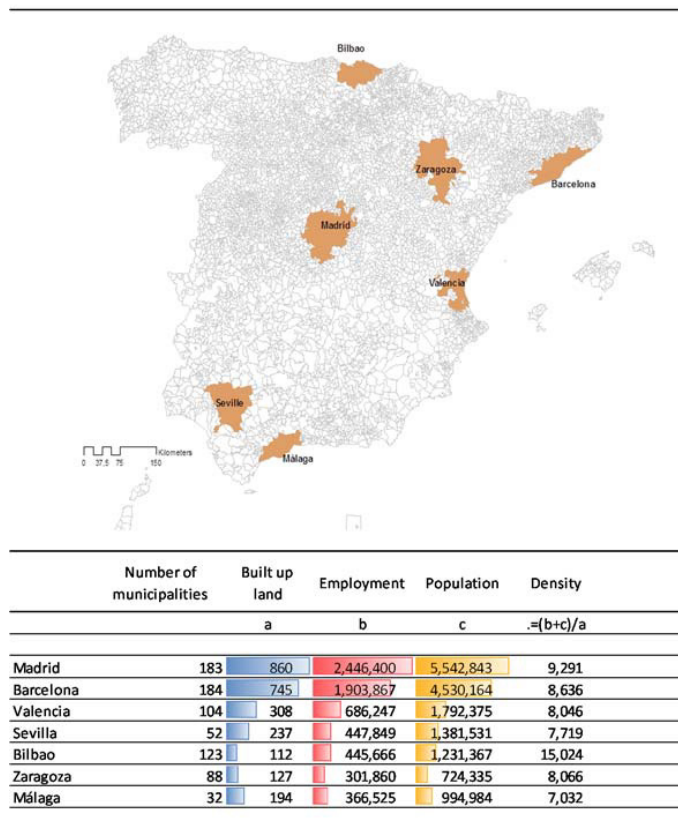 Bilbao
Zaragoza
Barcelona
Madrid
Valencia
Seville
Málaga
Kilometers
0 37,5 75 150
Number of municipalities Built up land Employment Population Density
a b c .=(b+c)/a
Madrid 183 860 2,446,400 5,542,843 9,291
Barcelona 184 745 1,903,867 4,530,164 8,636
Valencia 104 308 686,247 1,792,375 8,046
Sevilla 52 237 447,849 1,381,531 7,719
Bilbao 123 112 445,666 1,231,367 15,024
Zaragoza 88 127 301,860 724,335 8,066
Málaga 32 194 366,525 994,984 7,032